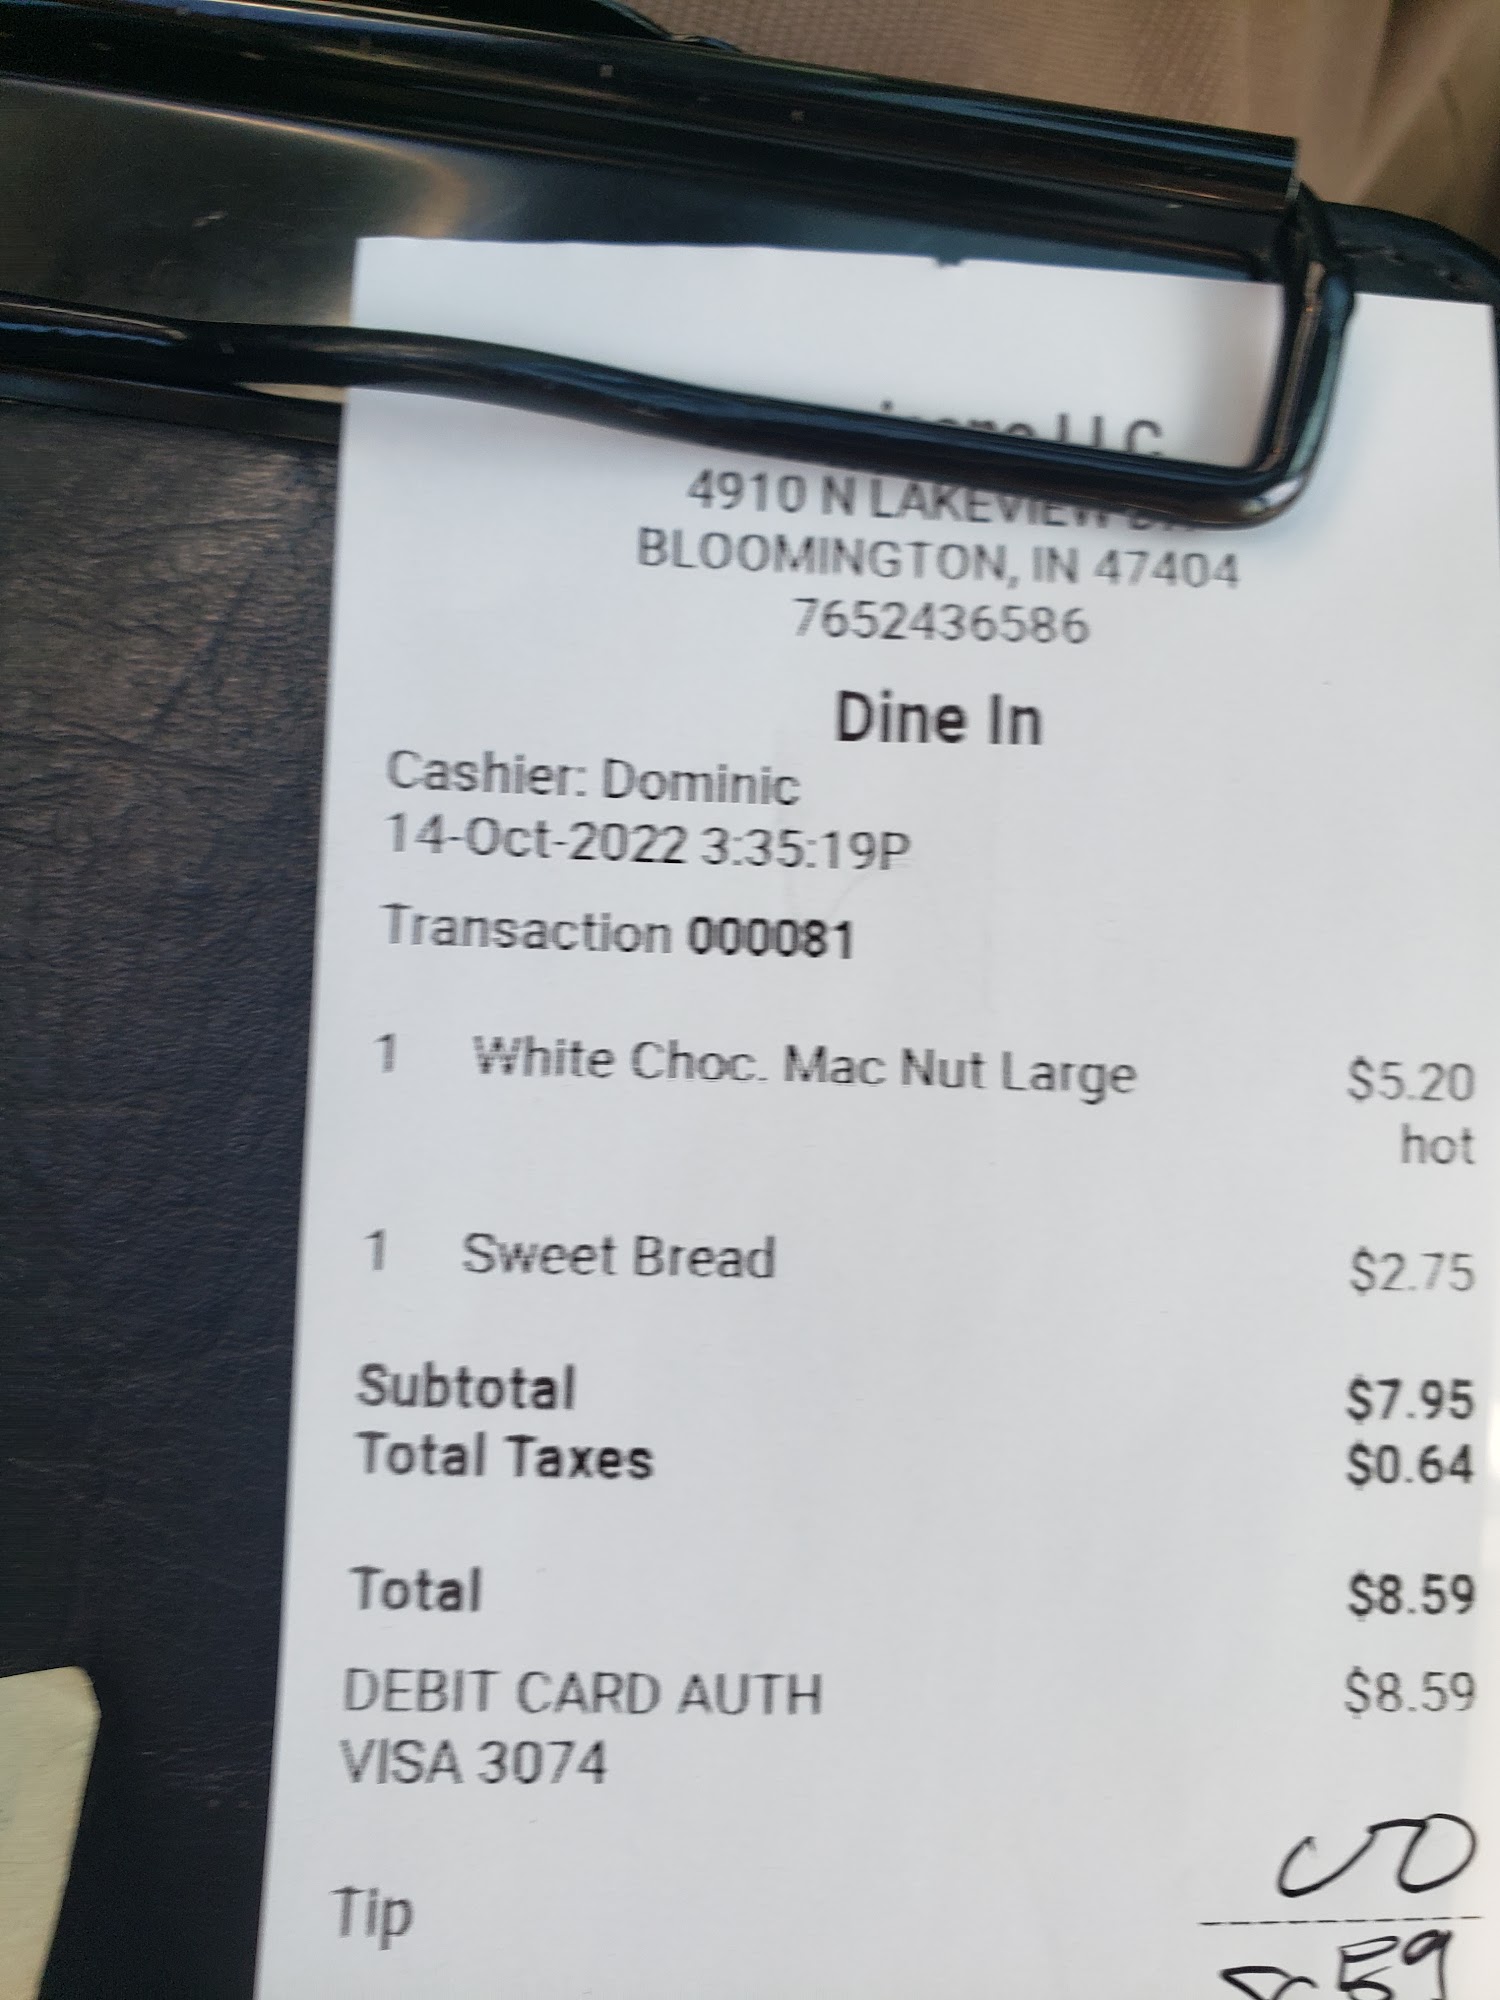 LLC
4910 N LAKEVIEW
BLOOMINGTON, IN 47404
7652436586
Dine In
Cashier: Dominic
14-Oct-2022 3:35:19P
Transaction 000081
1 White Choc. Mac Nut Large $5.20
hot
1 Sweet Bread $2.75
Subtotal $7.95
Total Taxes $0.64
Total $8.59
DEBIT CARD AUTH $8.59
VISA 3074
Tip
59